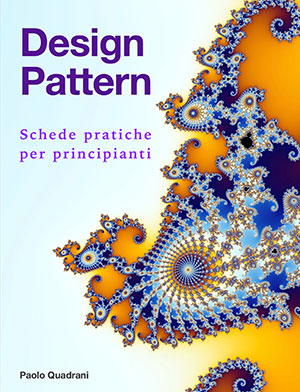 Design
Pattern
Schede pratiche
per principianti
Paolo Quadrani